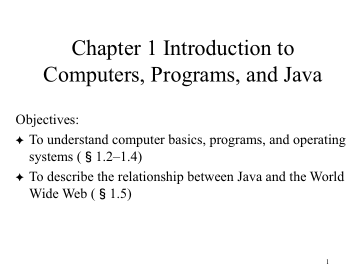 Chapter 1 Introduction to
Computers, Programs, and Java
Objectives:
✦ To understand computer basics, programs, and operating
systems ( § 1.2–1.4)
✦ To describe the relationship between Java and the World
Wide Web ( § 1.5)
1